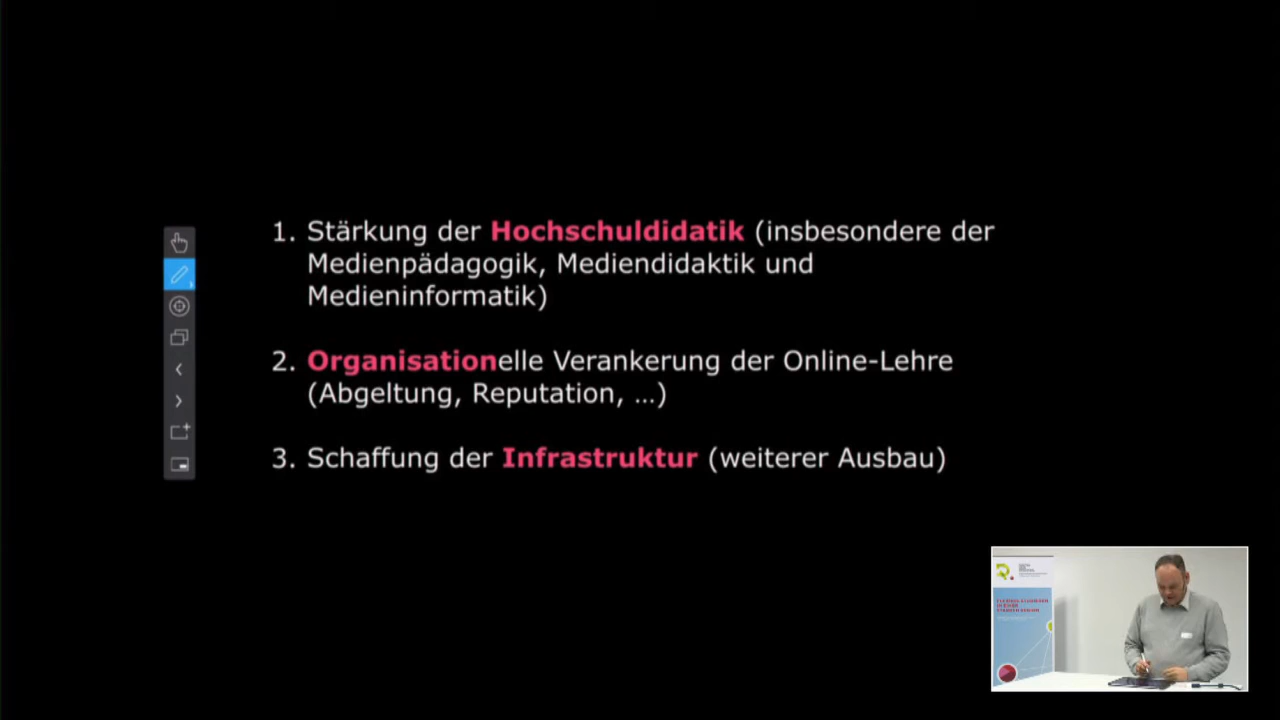 1. Stärkung der Hochschuldidatik (insbesondere der
Medienpädagogik, Mediendidaktik und
Medieninformatik)
2. Organisationelle Verankerung der Online-Lehre
(Abgeltung, Reputation, ...)
3. Schaffung der Infrastruktur (weiterer Ausbau)